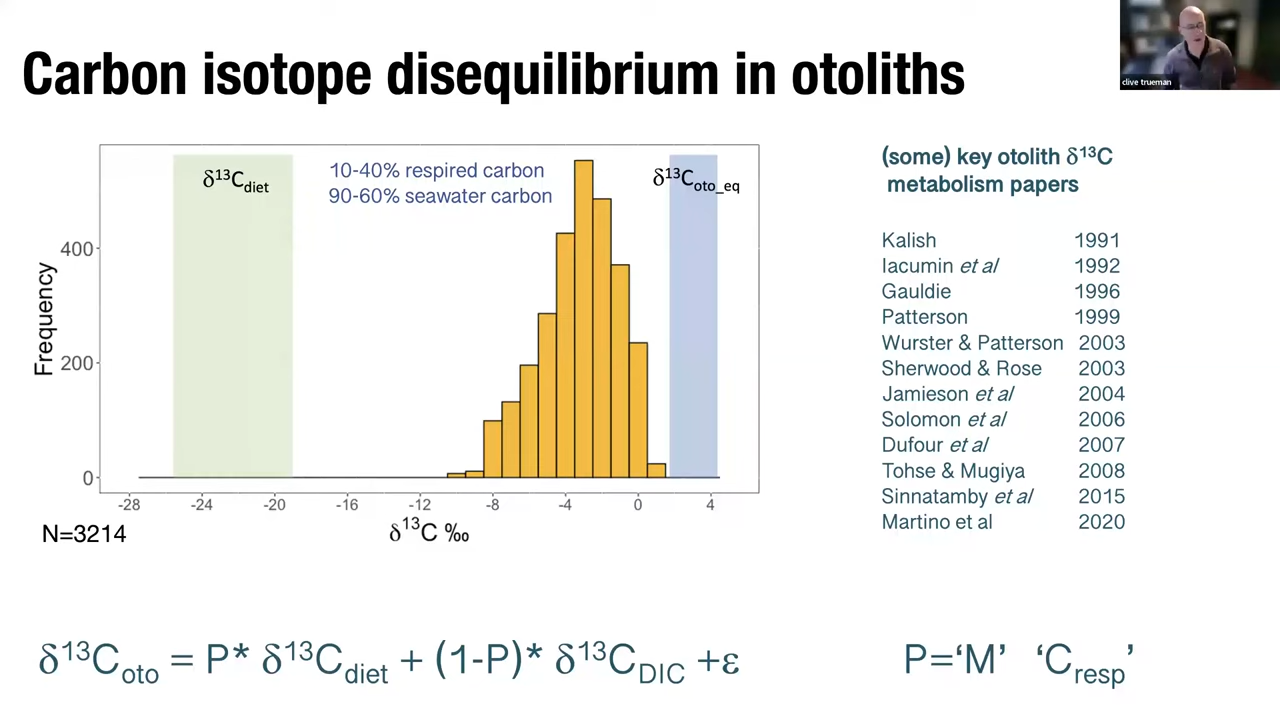 Carbon isotope disequilibrium in otoliths
clive trueman
δ13Cdiet
10-40% respired carbon
90-60% seawater carbon
δ13Coto_eq
Frequency
400
200
0
-28 -24 -20 -16 -12 -8 -4 0 4
δ13C ‰
N=3214
(some) key otolith δ13C
metabolism papers
Kalish 1991
Iacumin et al 1992
Gauldie 1996
Patterson 1999
Wurster & Patterson 2003
Sherwood & Rose 2003
Jamieson et al 2004
Solomon et al 2006
Dufour et al 2007
Tohse & Mugiya 2008
Sinnatamby et al 2015
Martino et al 2020
δ13Coto = P* δ13Cdiet + (1-P)* δ13CDIC +ε
P=‘M’ ‘Cresp’